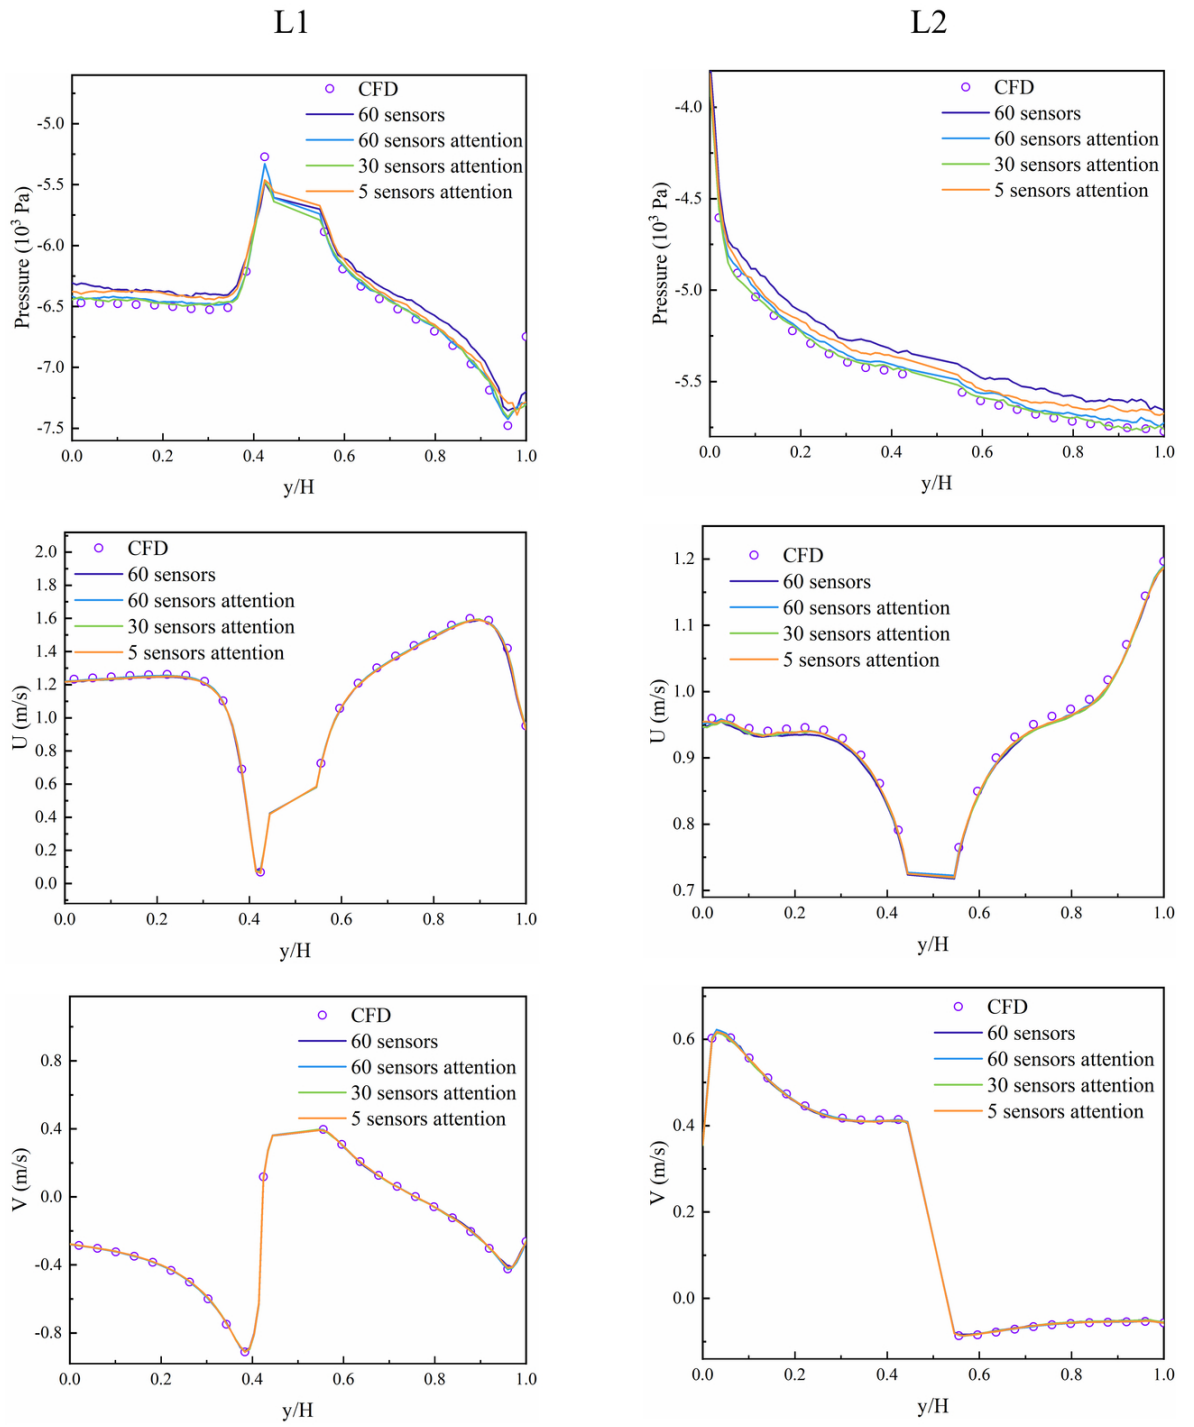 L1
L2
CFD
60 sensors
60 sensors attention
30 sensors attention
5 sensors attention
Pressure (10³ Pa)
-5.0
-5.5
-6.0
-6.5
-7.0
-7.5
0.0 0.2 0.4 0.6 0.8 1.0
y/H
CFD
60 sensors
60 sensors attention
30 sensors attention
5 sensors attention
Pressure (10³ Pa)
-4.0
-4.5
-5.0
-5.5
0.0 0.2 0.4 0.6 0.8 1.0
y/H
CFD
60 sensors
60 sensors attention
30 sensors attention
5 sensors attention
U (m/s)
2.0
1.8
1.6
1.4
1.2
1.0
0.8
0.6
0.4
0.2
0.0
0.0 0.2 0.4 0.6 0.8 1.0
y/H
CFD
60 sensors
60 sensors attention
30 sensors attention
5 sensors attention
U (m/s)
1.2
1.1
1.0
0.9
0.8
0.7
0.0 0.2 0.4 0.6 0.8 1.0
y/H
CFD
60 sensors
60 sensors attention
30 sensors attention
5 sensors attention
V (m/s)
0.8
0.4
0.0
-0.4
-0.8
0.0 0.2 0.4 0.6 0.8 1.0
y/H
CFD
60 sensors
60 sensors attention
30 sensors attention
5 sensors attention
V (m/s)
0.6
0.4
0.2
0.0
0.0 0.2 0.4 0.6 0.8 1.0
y/H